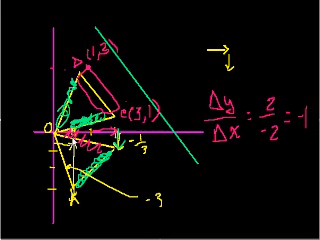 D (1,3)
C(3,1)
Δy/Δx = 2/-2 = -1
O
-1/3
-3
A